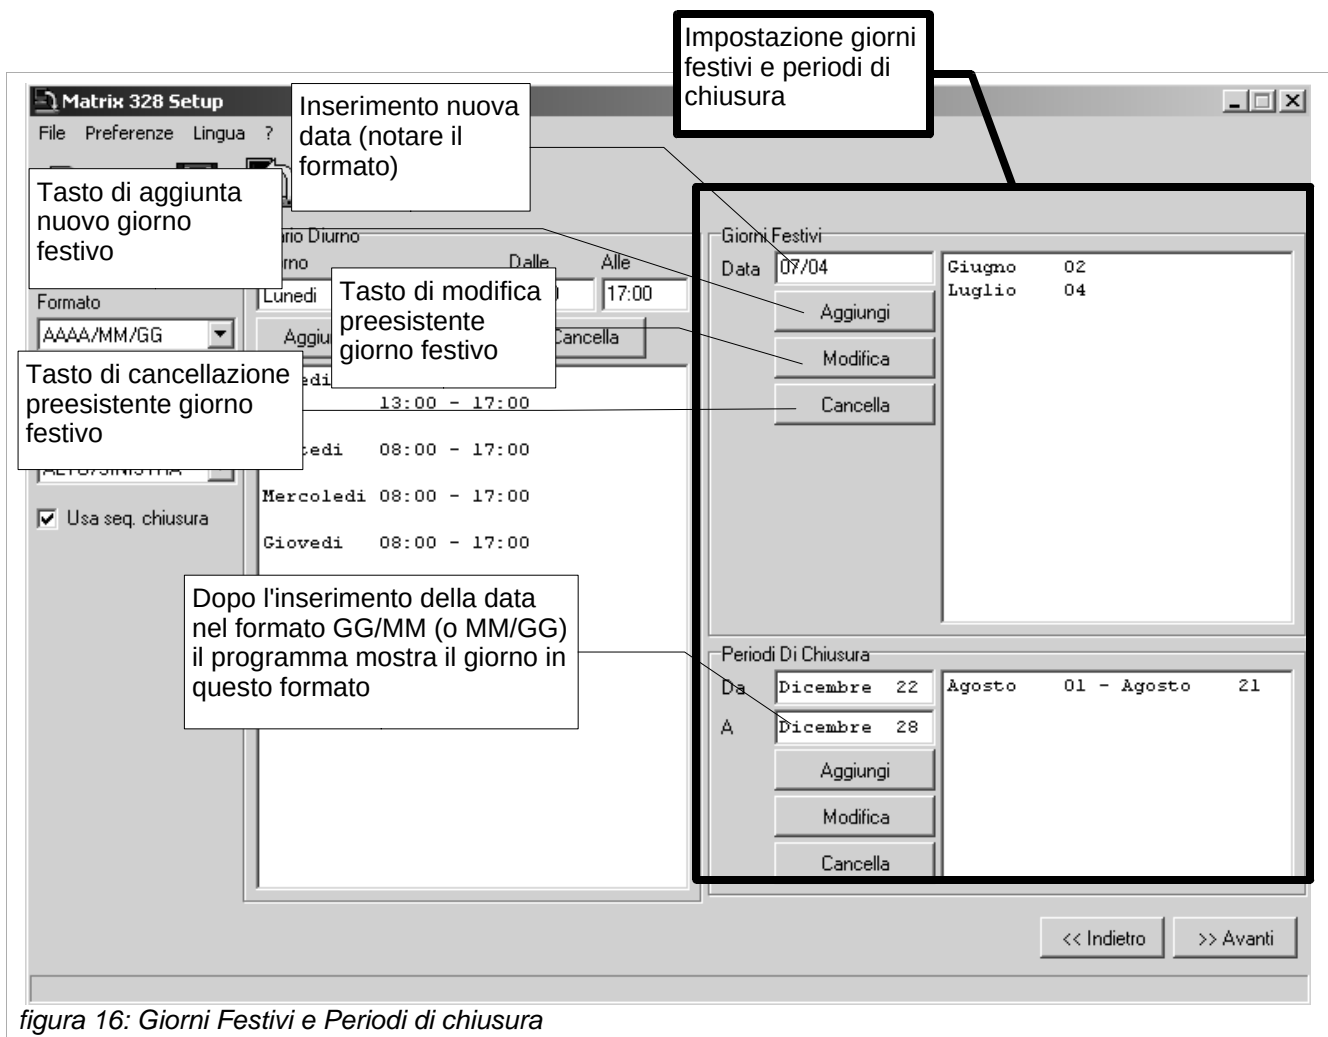 Impostazione giorni
festivi e periodi di
chiusura
Matrix 328 Setup
File Preferenze Lingua ?
Inserimento nuova
data (notare il
formato)
Tasto di aggiunta
nuovo giorno
festivo
Diurno
Dalle Alle
Lunedi 17:00
Tasto di modifica
preesistente
giorno festivo
Formato
AAAA/MM/GG
Tasto di cancellazione
preesistente giorno
festivo
Usa seq. chiusura
13:00 - 17:00
08:00 - 17:00
Mercoledi 08:00 - 17:00
Giovedi 08:00 - 17:00
Dopo l'inserimento della data
nel formato GG/MM (o MM/GG)
il programma mostra il giorno in
questo formato
Giorni Festivi
Data 07/04
Aggiungi
Modifica
Cancella
Giugno 02
Luglio 04
Periodi Di Chiusura
Da Dicembre 22
A Dicembre 28
Aggiungi
Modifica
Cancella
Agosto 01 - Agosto 21
<< Indietro >> Avanti
figura 16: Giorni Festivi e Periodi di chiusura